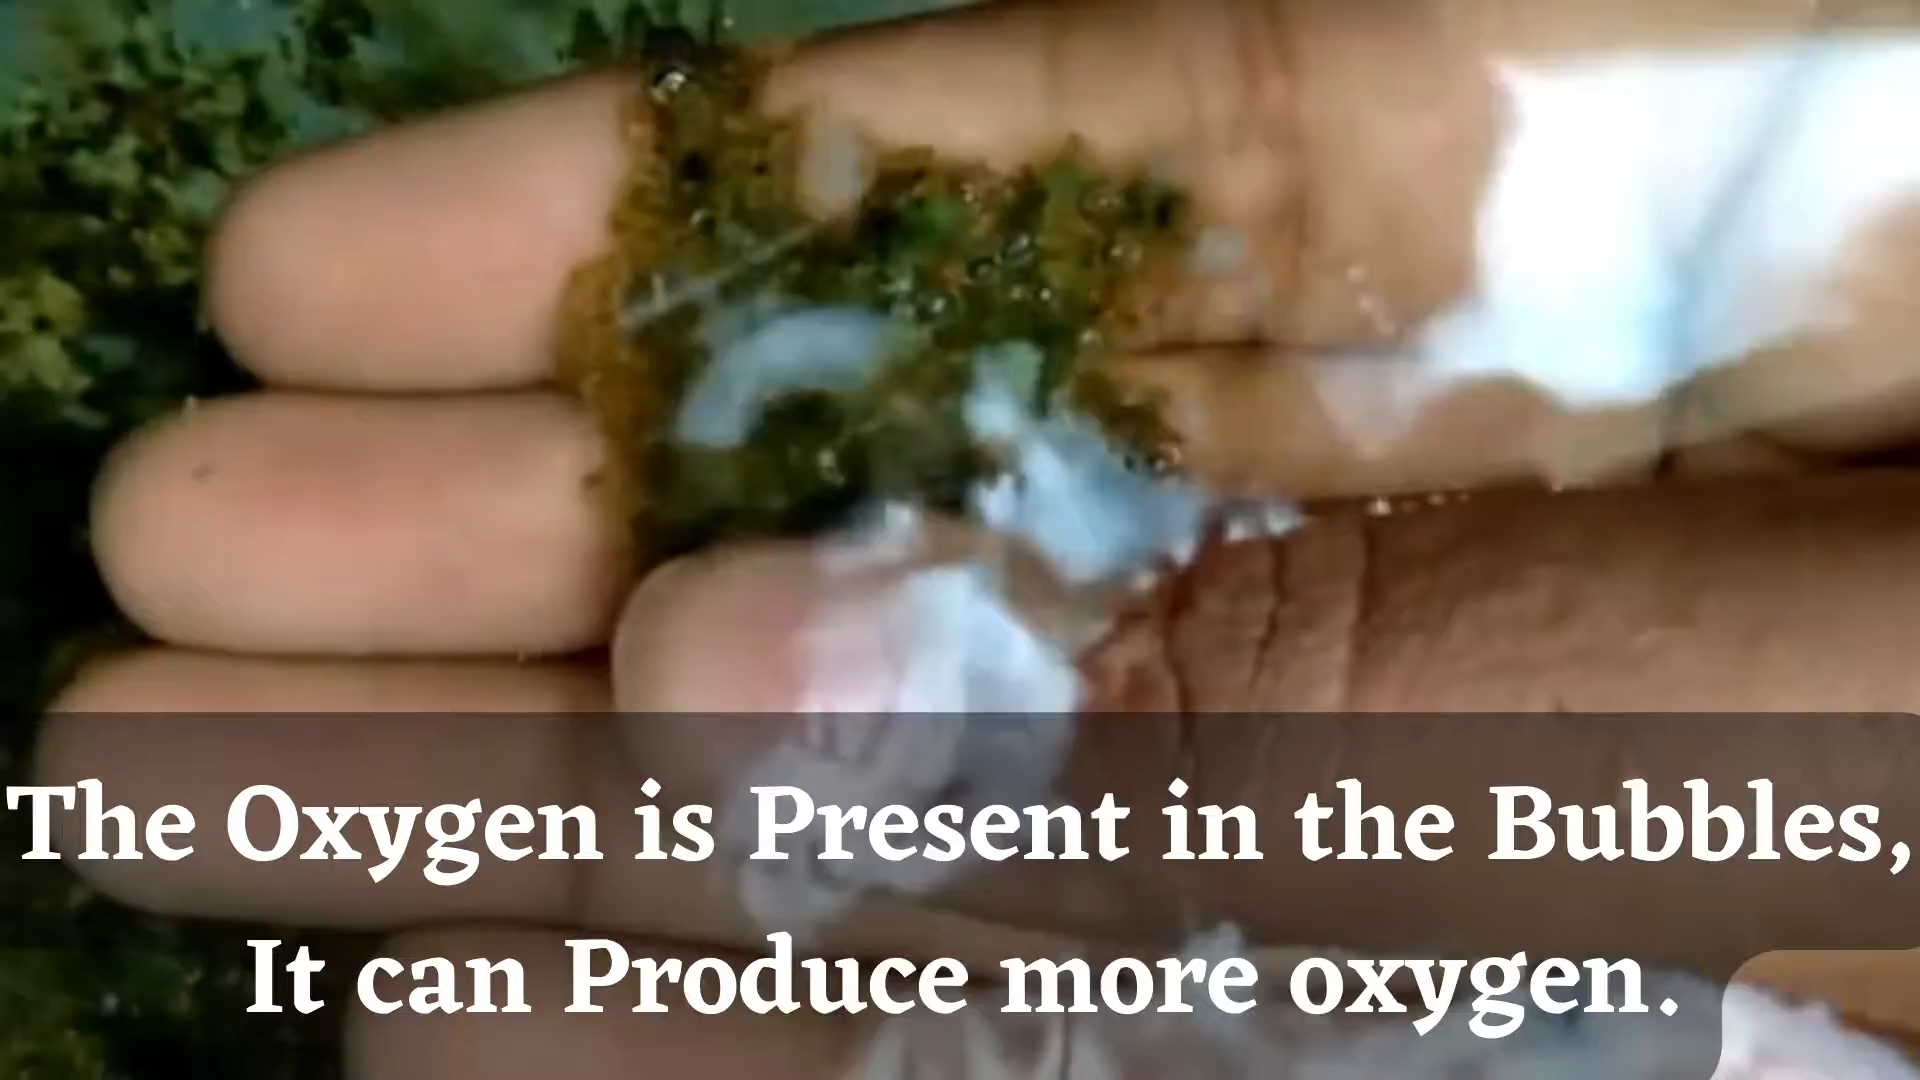 The Oxygen is Present in the Bubbles,
It can Produce more oxygen.